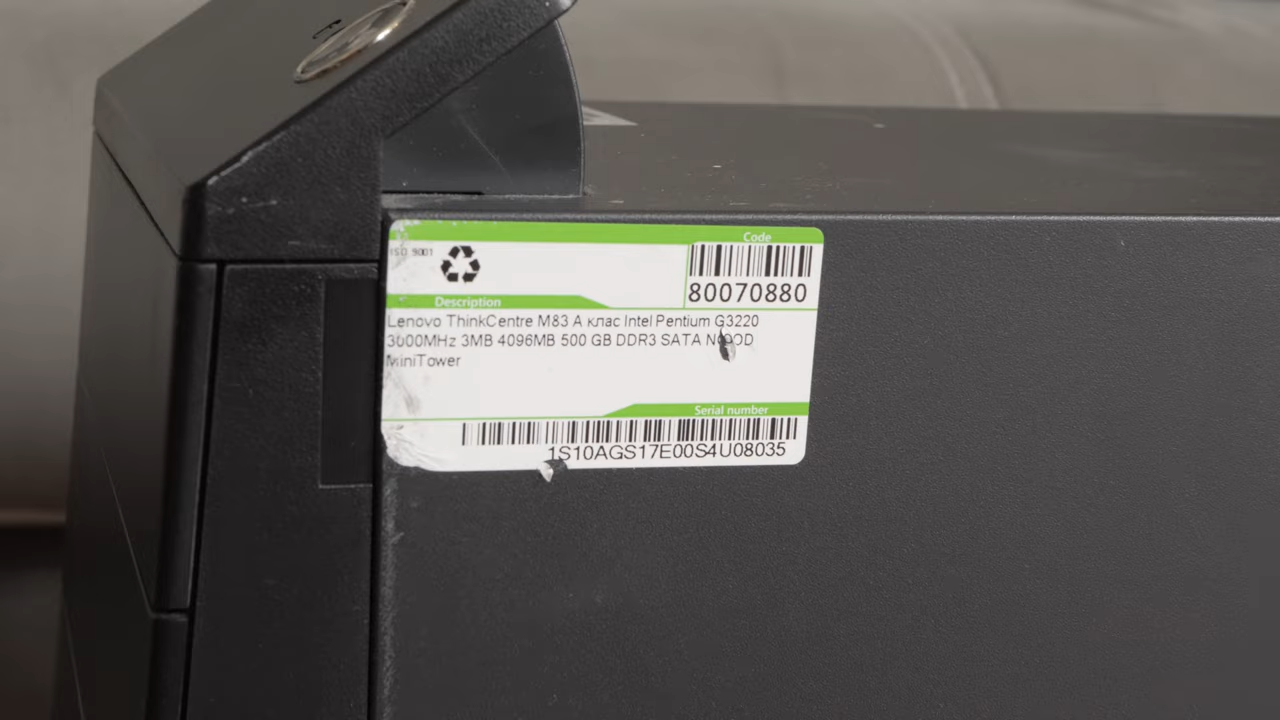 Code
ISO 9001
80070880
Description
Lenovo ThinkCentre M83 А клас Intel Pentium G3220
3000MHz 3MB 4096MB 500 GB DDR3 SATA
MiniTower
Serial number
1S10AGS17E00S4U08035